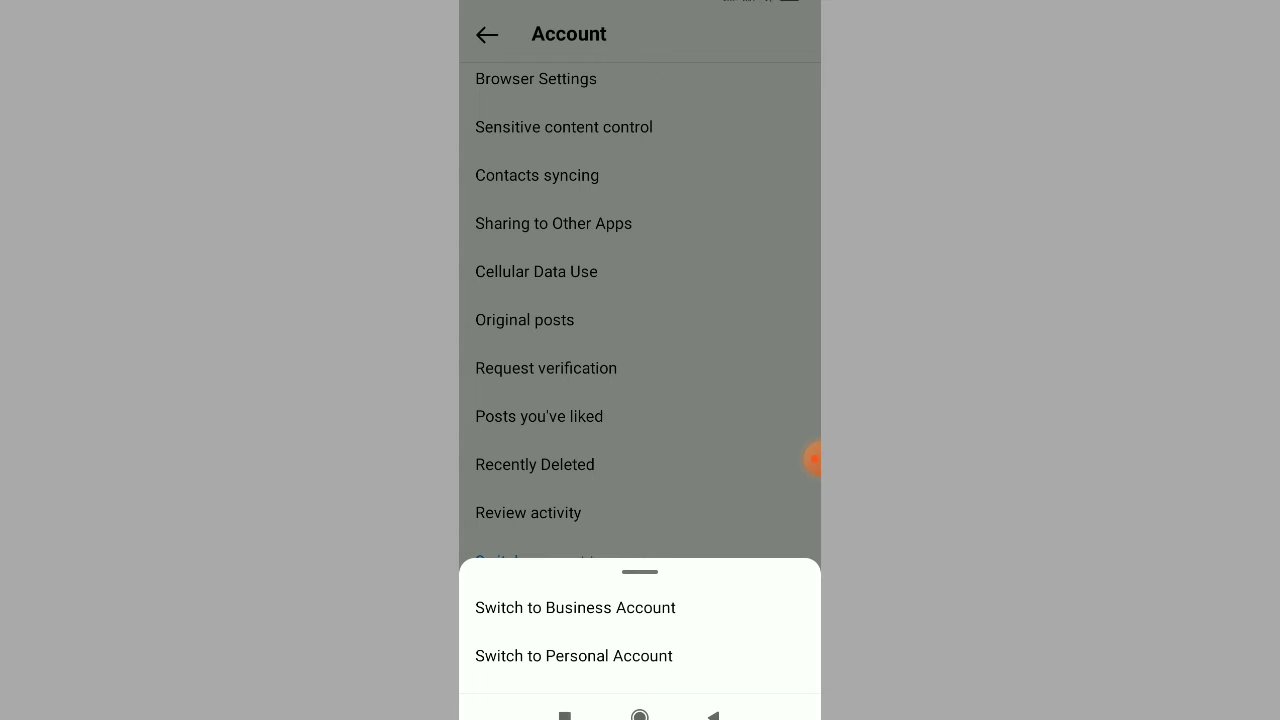 Account
Browser Settings
Sensitive content control
Contacts syncing
Sharing to Other Apps
Cellular Data Use
Original posts
Request verification
Posts you've liked
Recently Deleted
Review activity
Switch to Business Account
Switch to Personal Account